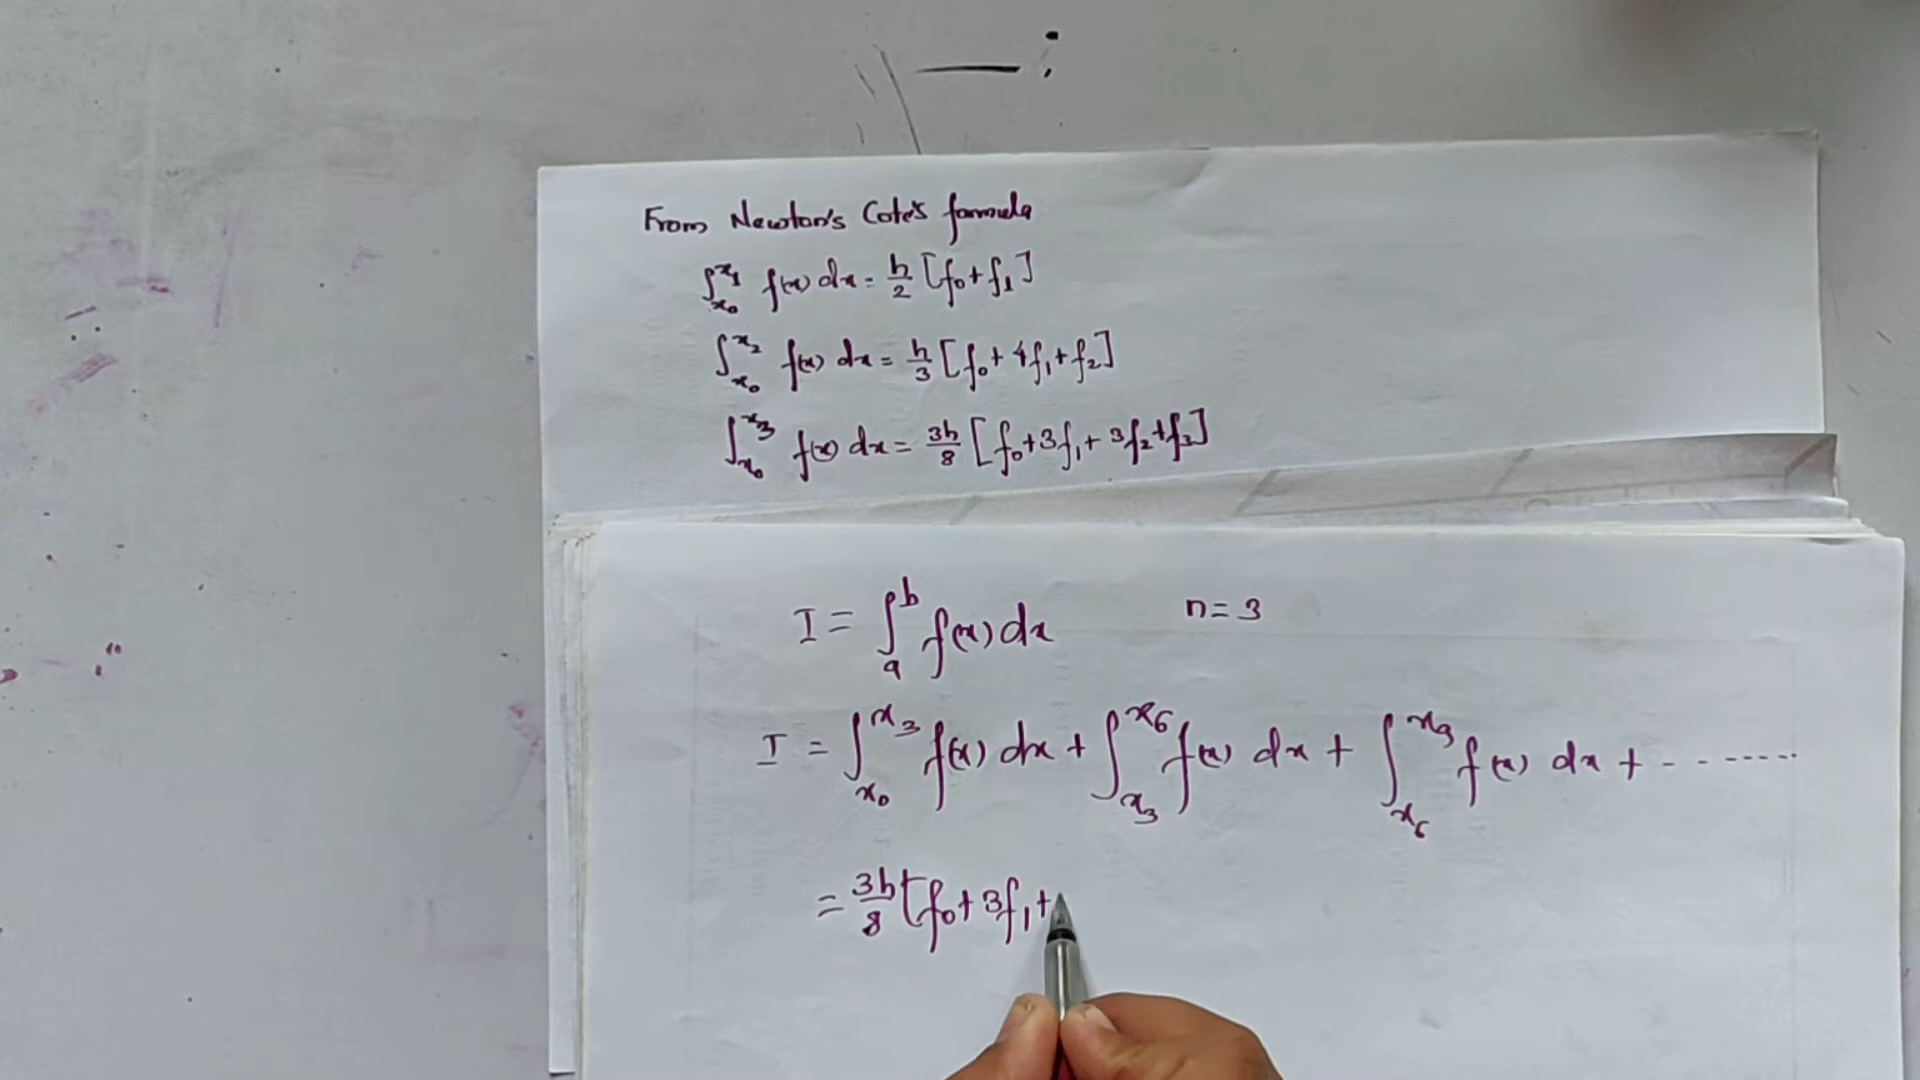 From Newton's Cote's formula
∫_{x₀}^{x₁} f(x) dx = h/2 [f₀ + f₁]
∫_{x₀}^{x₂} f(x) dx = h/3 [f₀ + 4f₁ + f₂]
∫_{x₀}^{x₃} f(x) dx = 3h/8 [f₀ + 3f₁ + 3f₂ + f₃]
I = ∫_a^b f(x) dx n = 3
I = ∫_{x₀}^{x₃} f(x) dx + ∫_{x₃}^{x₆} f(x) dx + ∫_{x₆}^{x₉} f(x) dx + - - - ......
= 3h/8 [f₀ + 3f₁ +